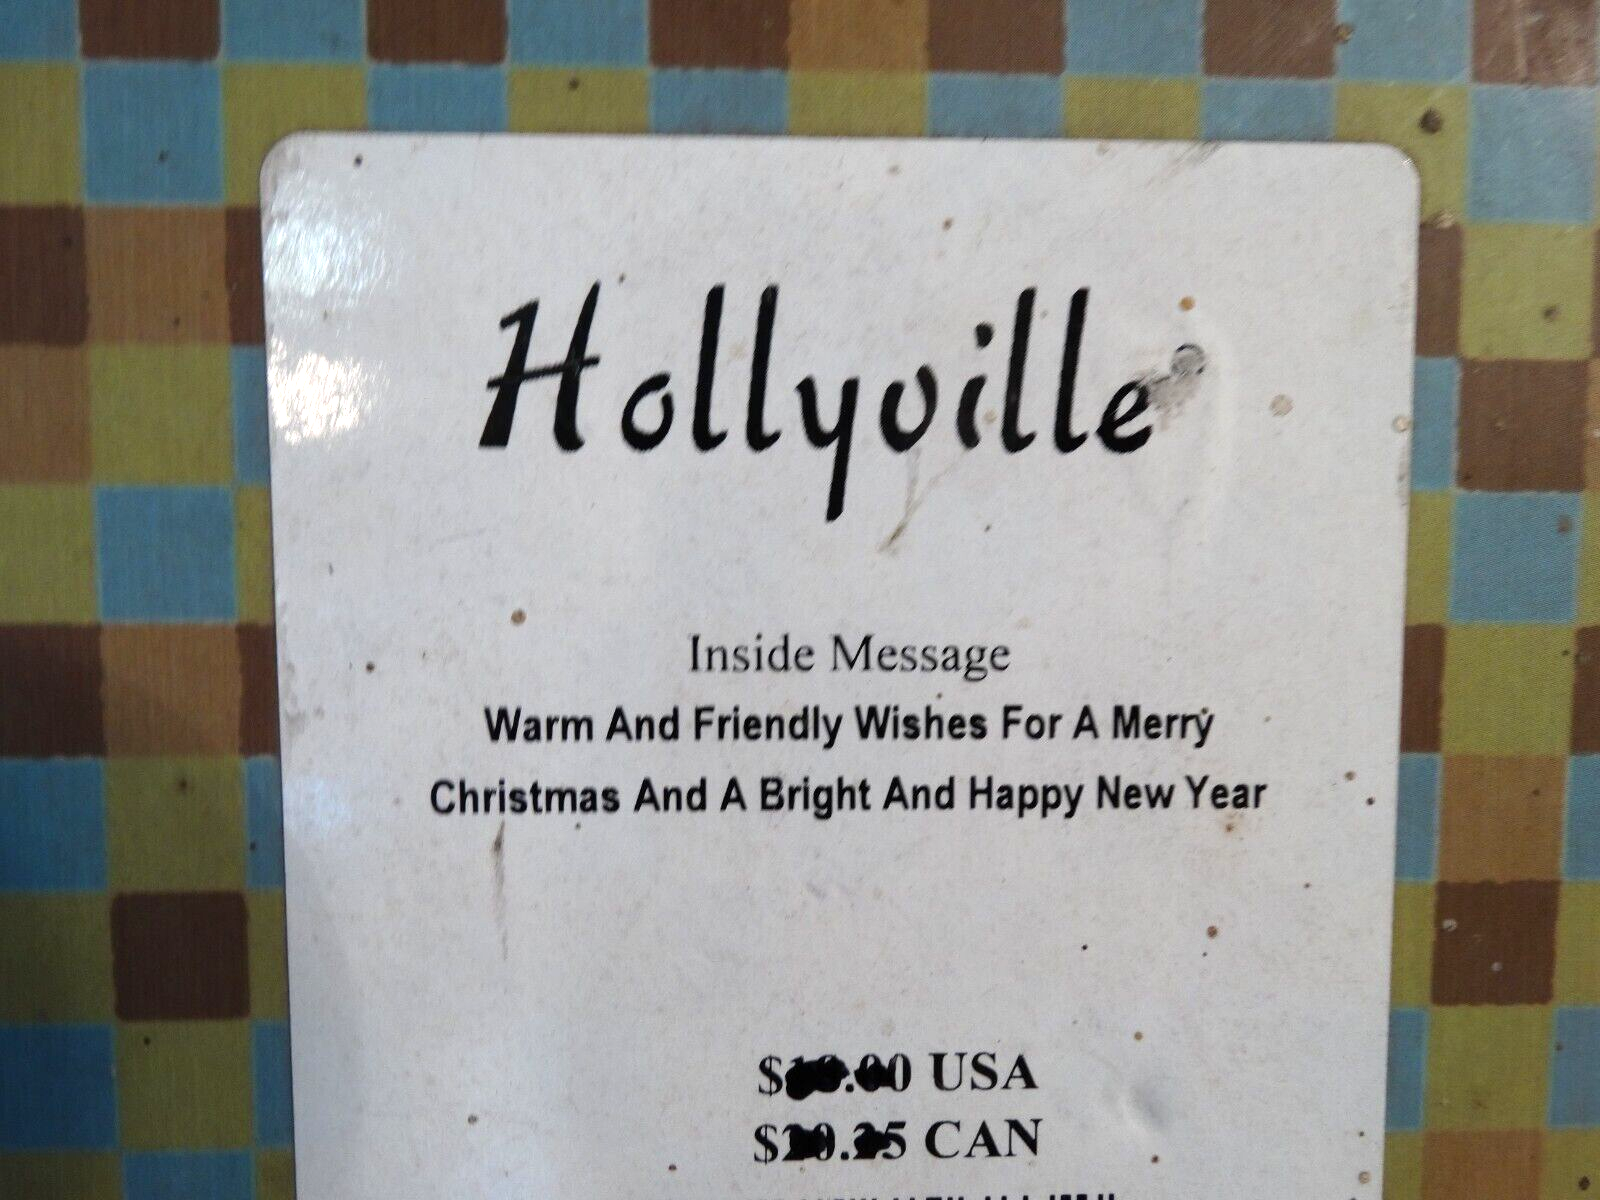 Hollyville
Inside Message
Warm And Friendly Wishes For A Merry
Christmas And A Bright And Happy New Year
USA
CAN